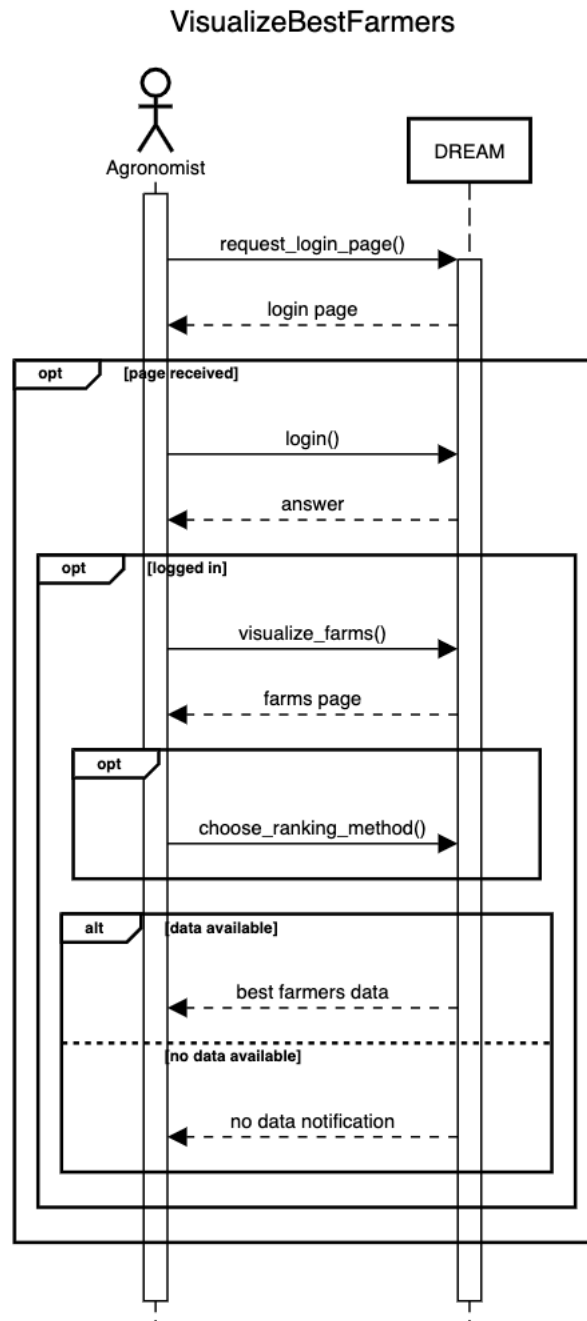 VisualizeBestFarmers
Agronomist
DREAM
request_login_page()
login page
opt [page received]
login()
answer
opt [logged in]
visualize_farms()
farms page
opt
choose_ranking_method()
alt [data available]
best farmers data
[no data available]
no data notification